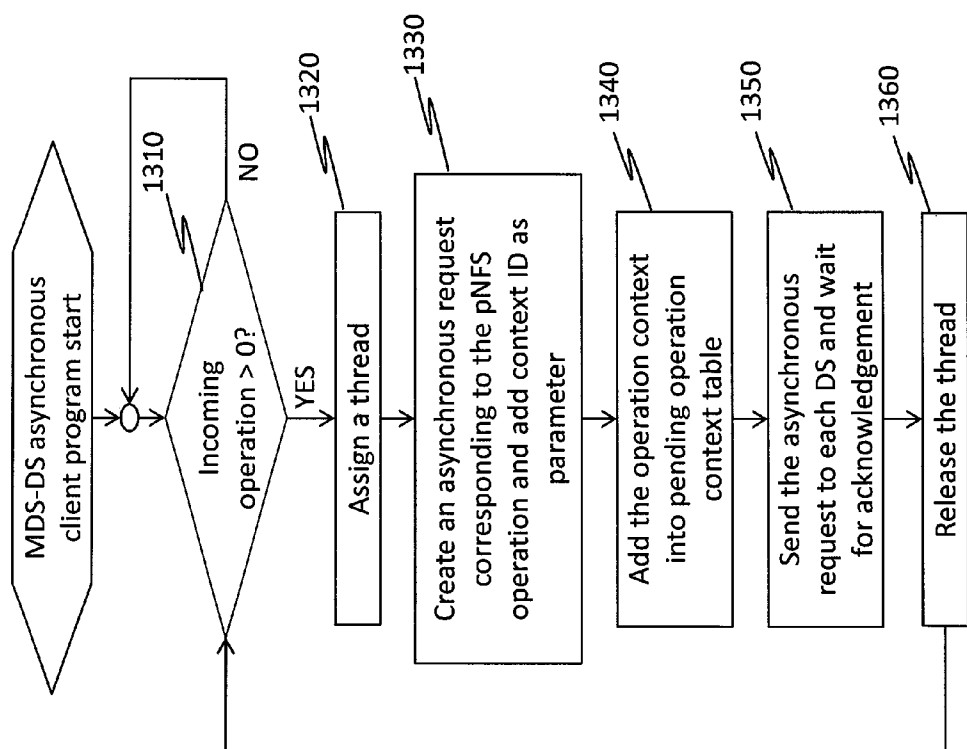 MDS-DS asynchronous
client program start
1310
Incoming
operation > 0?
NO
YES
1320
Assign a thread
1330
Create an asynchronous request
corresponding to the pNFS
operation and add context ID as
parameter
1340
Add the operation context
into pending operation
context table
1350
Send the asynchronous
request to each DS and wait
for acknowledgement
1360
Release the thread